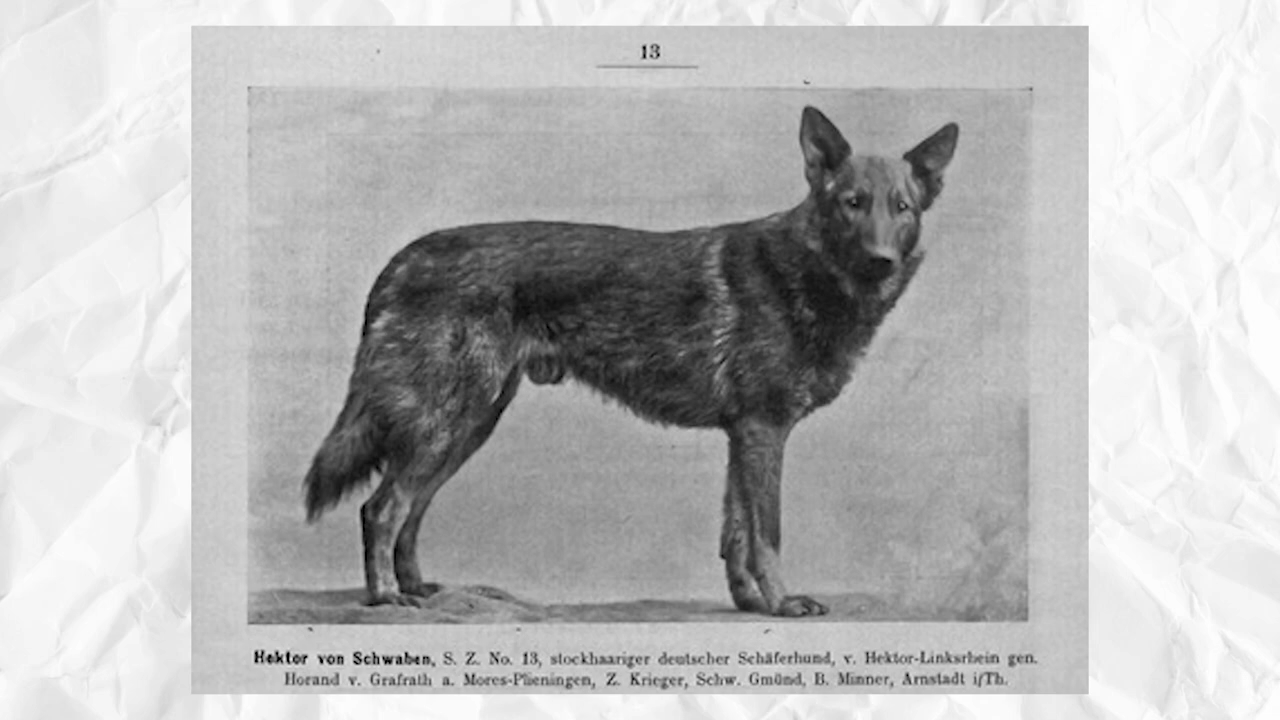 13
Hektor von Schwaben, S. Z. No. 13, stockhaariger deutscher Schäferhund, v. Hektor-Linksrhein gen.
Horand v. Grafrath a. Mores-Plieningen, Z. Krieger, Schw. Gmünd, B. Minner, Arnstadt i/Th.